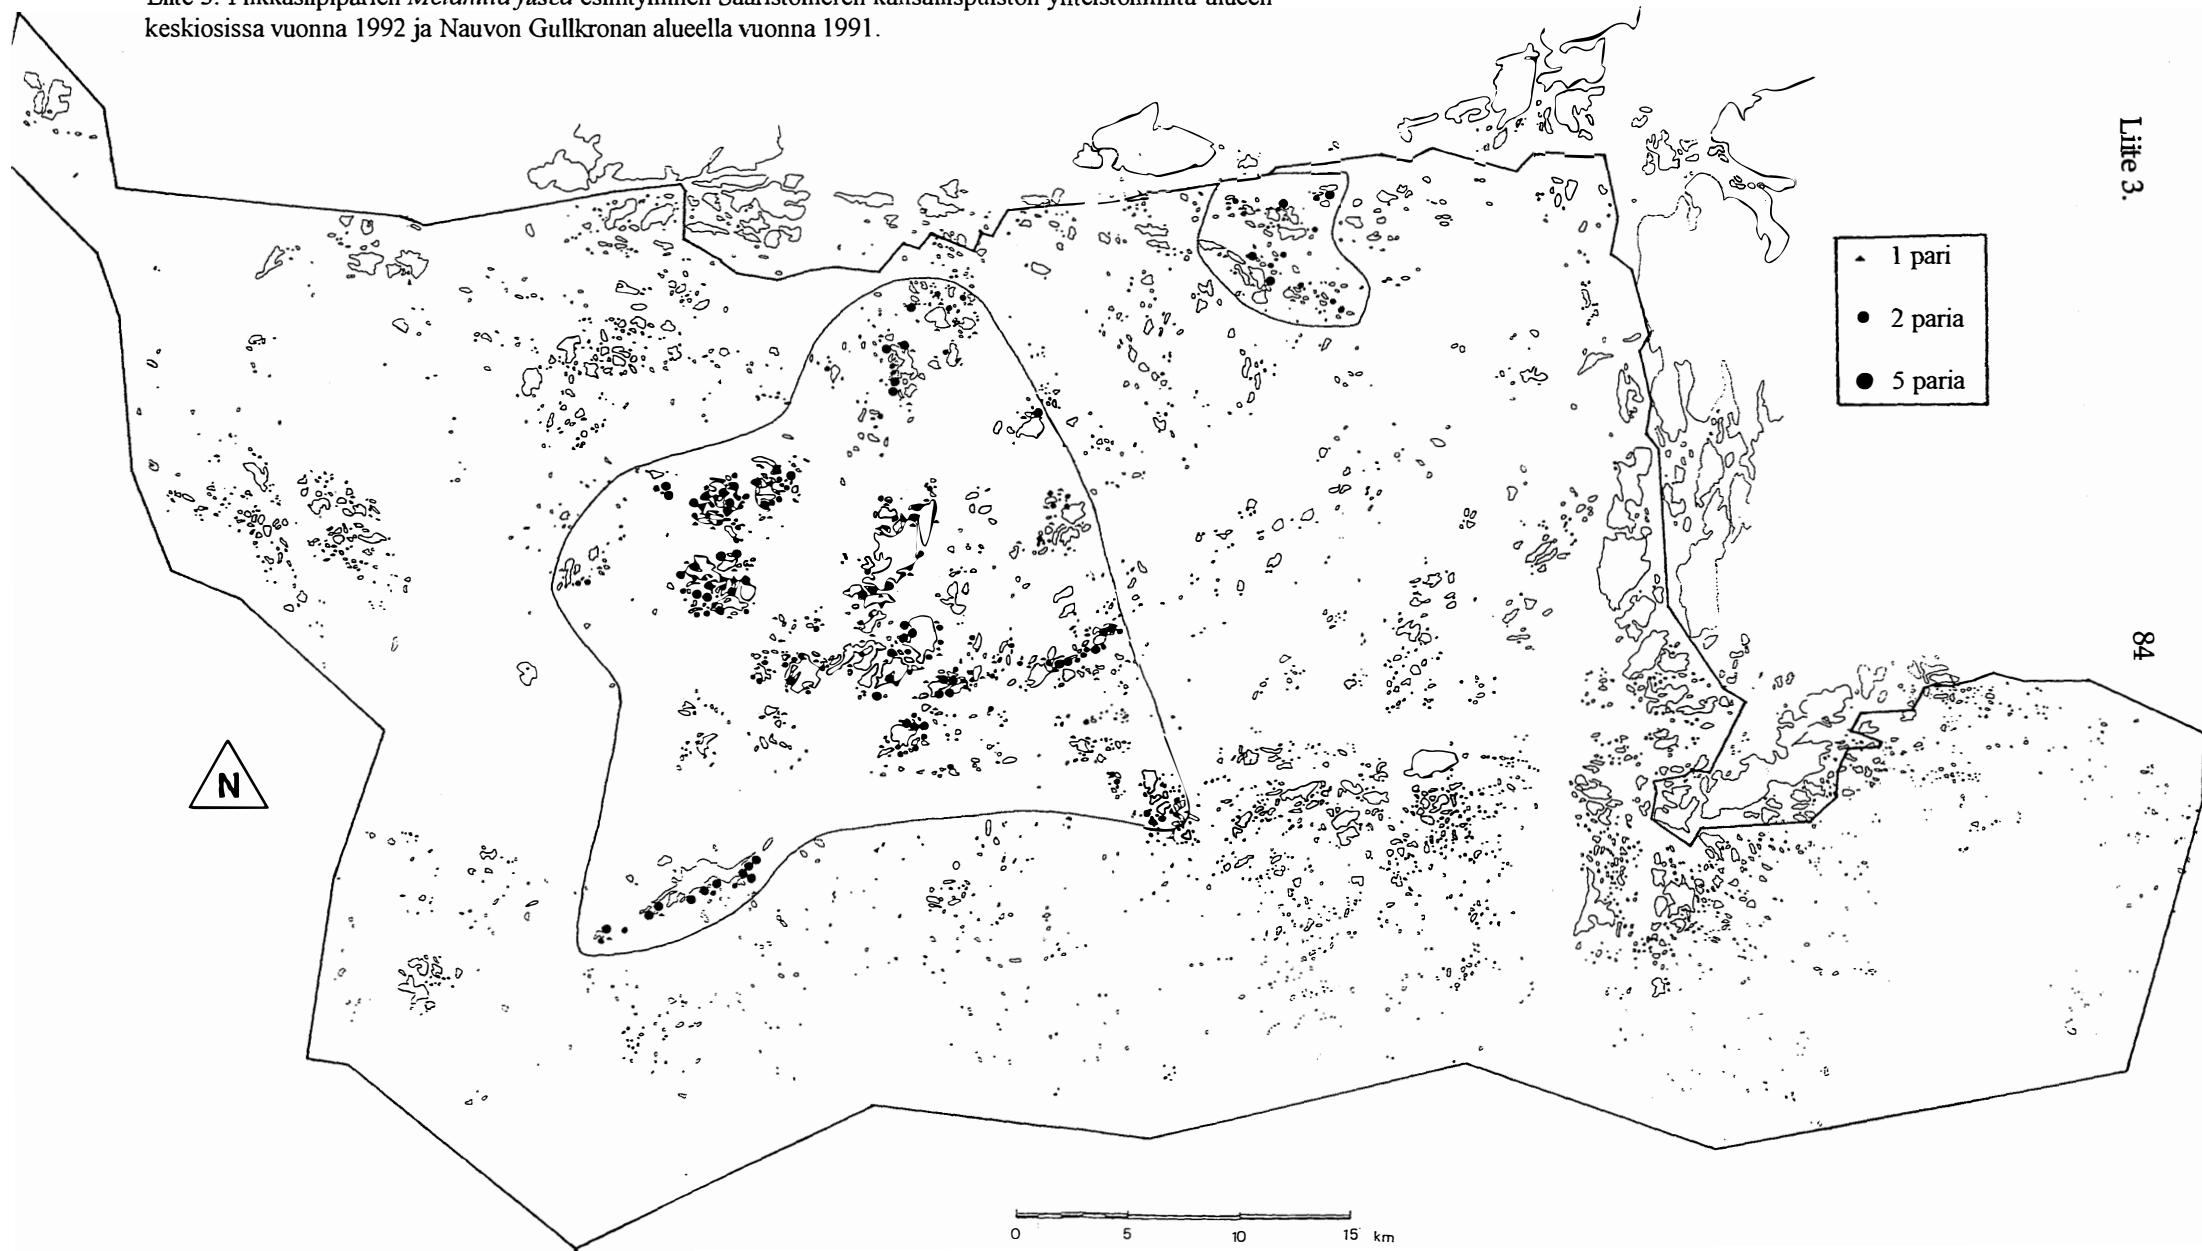 Liite 3. Pilkkasiipiparien Melanitta fusca esiintyminen Saaristomeren kansallispuiston yhteistoiminta-alueen
keskiosissa vuonna 1992 ja Nauvon Gullkronan alueella vuonna 1991.
Liite 3.
1 pari
2 paria
5 paria
84
N
0 5 10 15 km